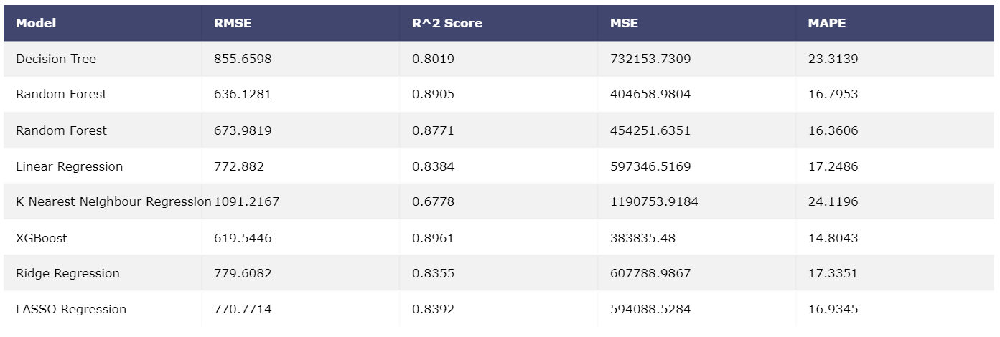 Model RMSE R^2 Score MSE MAPE
Decision Tree 855.6598 0.8019 732153.7309 23.3139
Random Forest 636.1281 0.8905 404658.9804 16.7953
Random Forest 673.9819 0.8771 454251.6351 16.3606
Linear Regression 772.882 0.8384 597346.5169 17.2486
K Nearest Neighbour Regression 1091.2167 0.6778 1190753.9184 24.1196
XGBoost 619.5446 0.8961 383835.48 14.8043
Ridge Regression 779.6082 0.8355 607788.9867 17.3351
LASSO Regression 770.7714 0.8392 594088.5284 16.9345